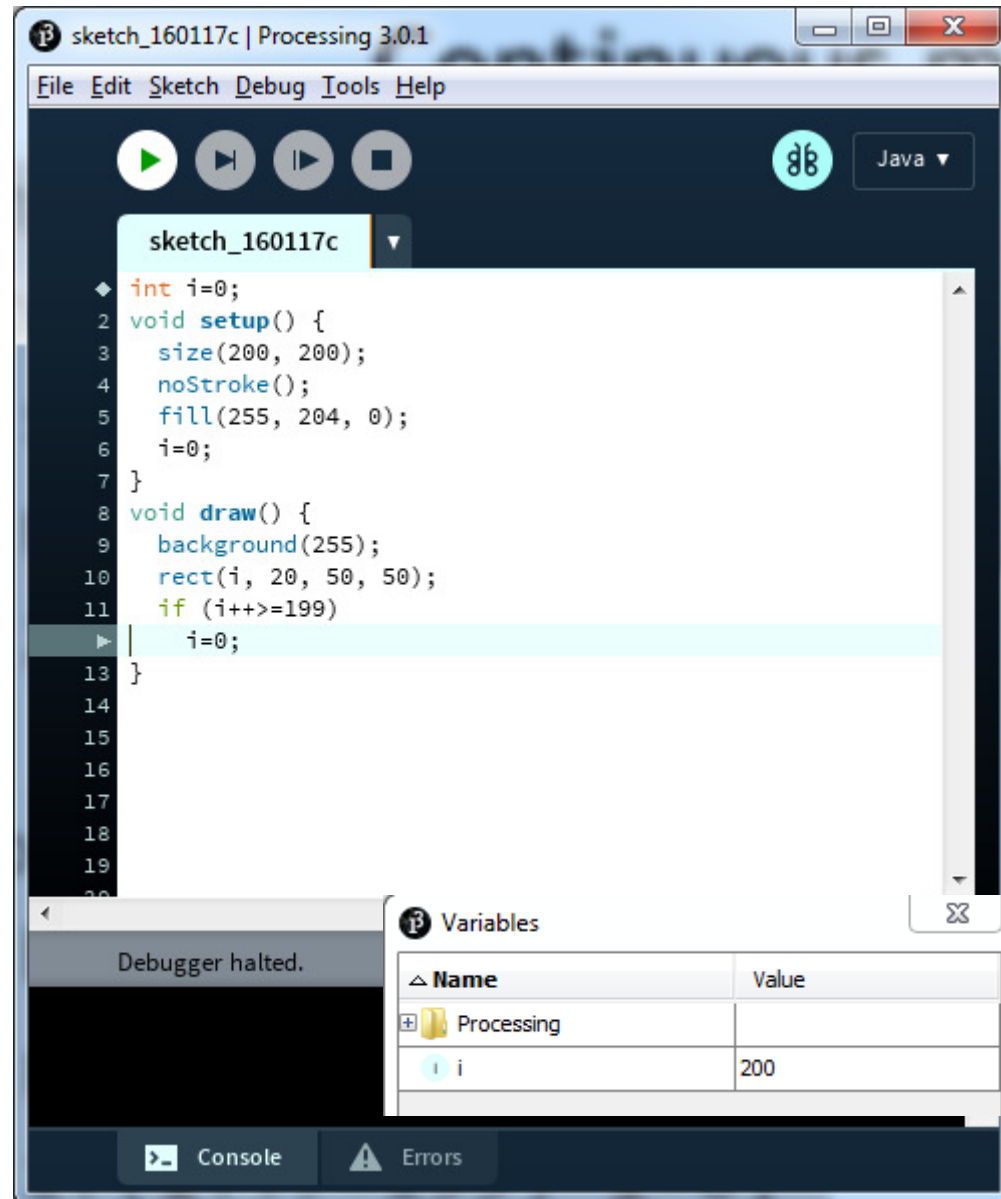 sketch_160117c | Processing 3.0.1
File Edit Sketch Debug Tools Help
Java
sketch_160117c
int i=0;
2 void setup() {
3 size(200, 200);
4 noStroke();
5 fill(255, 204, 0);
6 i=0;
7 }
8 void draw() {
9 background(255);
10 rect(i, 20, 50, 50);
11 if (i++>=199)
i=0;
13 }
14
15
16
17
18
19
Debugger halted.
Variables
Name Value
Processing
i 200
Console Errors